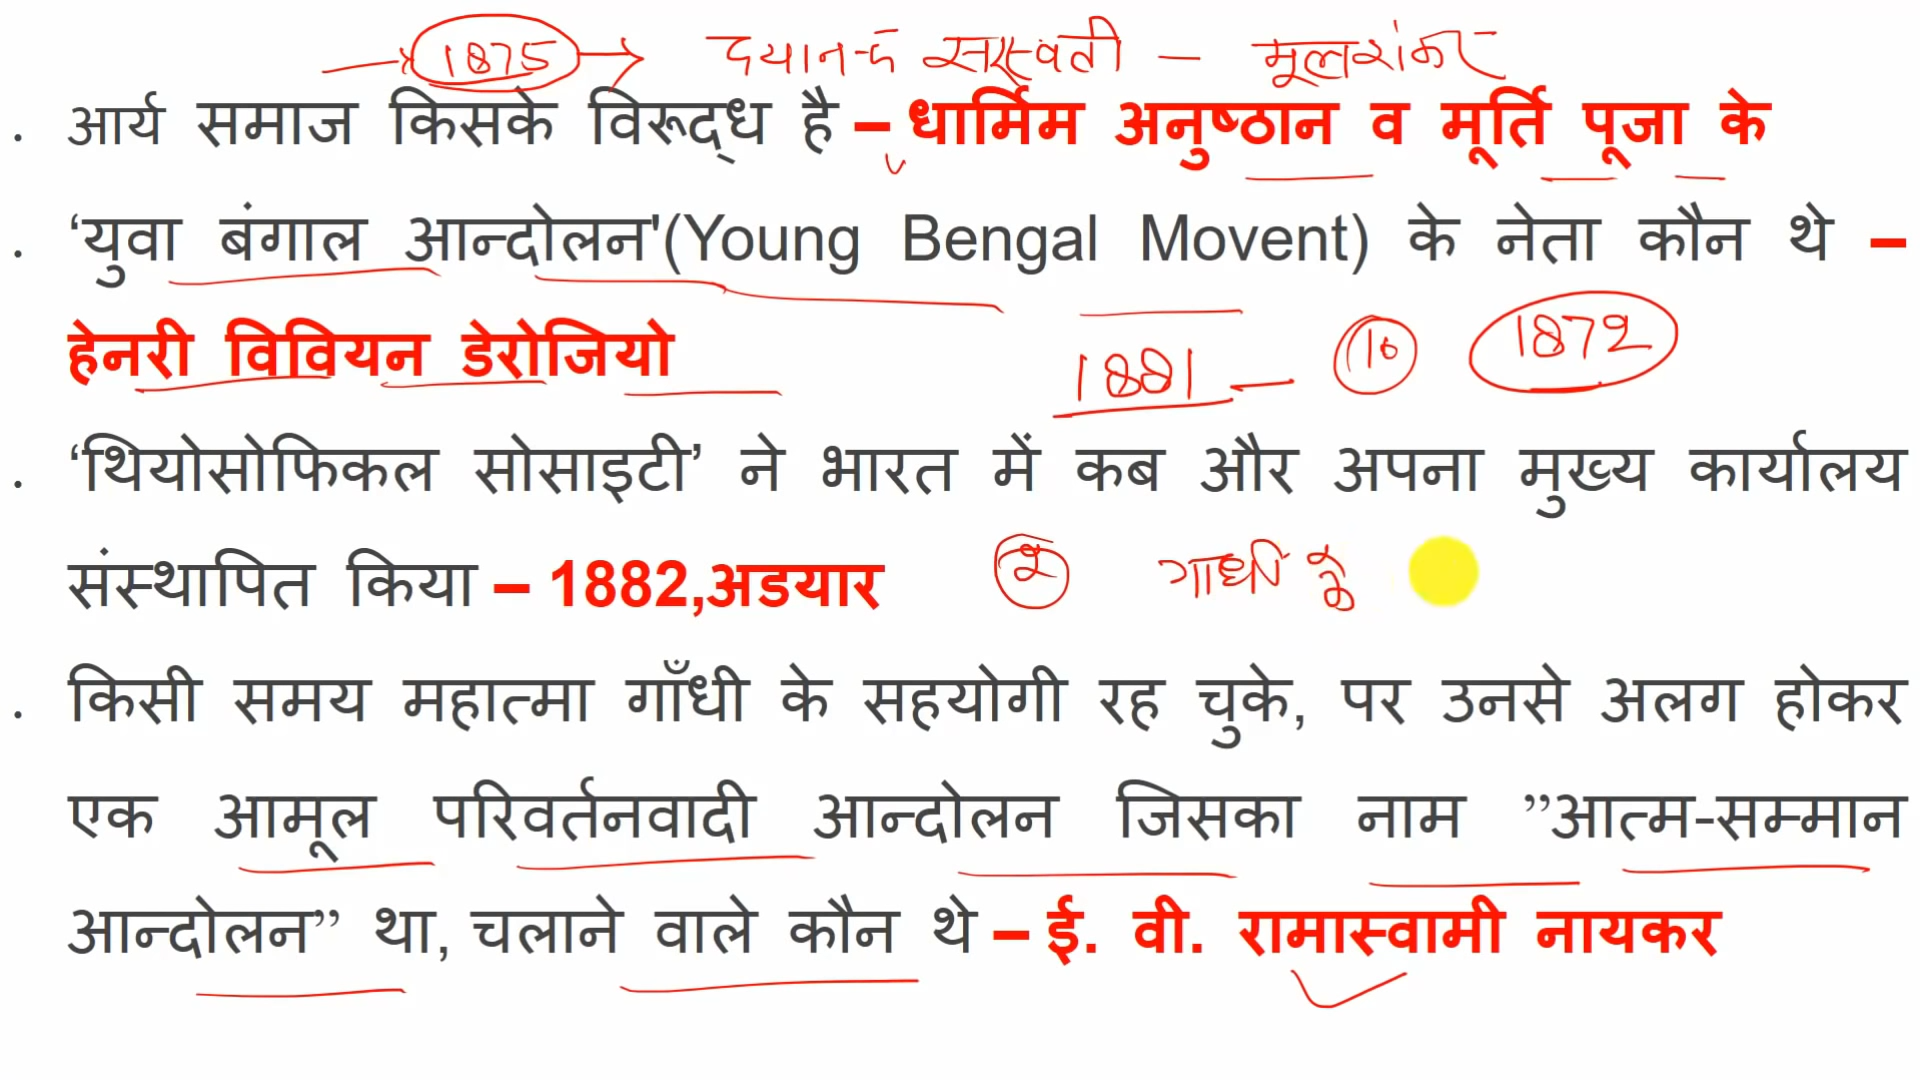 1875 → दयानन्द सरस्वती – मूलशंकर
. आर्य समाज किसके विरूद्ध है – धार्मिम अनुष्ठान व मूर्ति पूजा के
. ‘युवा बंगाल आन्दोलन'(Young Bengal Movent) के नेता कौन थे –
हेनरी विवियन डेरोजियो
1881 – 10 1872
. ‘थियोसोफिकल सोसाइटी’ ने भारत में कब और अपना मुख्य कार्यालय
संस्थापित किया – 1882,अडयार
2 गाधी
. किसी समय महात्मा गाँधी के सहयोगी रह चुके, पर उनसे अलग होकर
एक आमूल परिवर्तनवादी आन्दोलन जिसका नाम ”आत्म-सम्मान
आन्दोलन” था, चलाने वाले कौन थे – ई. वी. रामास्वामी नायकर